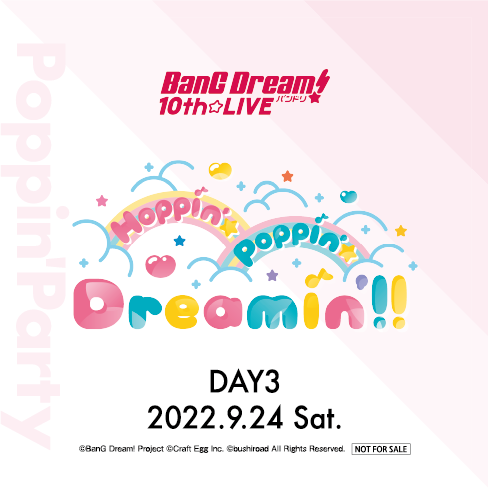 Poppin'Party
BanG Dream!
バンドリ
10th☆LIVE
Hoppin'
Poppin'
Dreamin'!!
DAY3
2022.9.24 Sat.
©BanG Dream! Project ©Craft Egg Inc. ©bushiroad All Rights Reserved. NOT FOR SALE